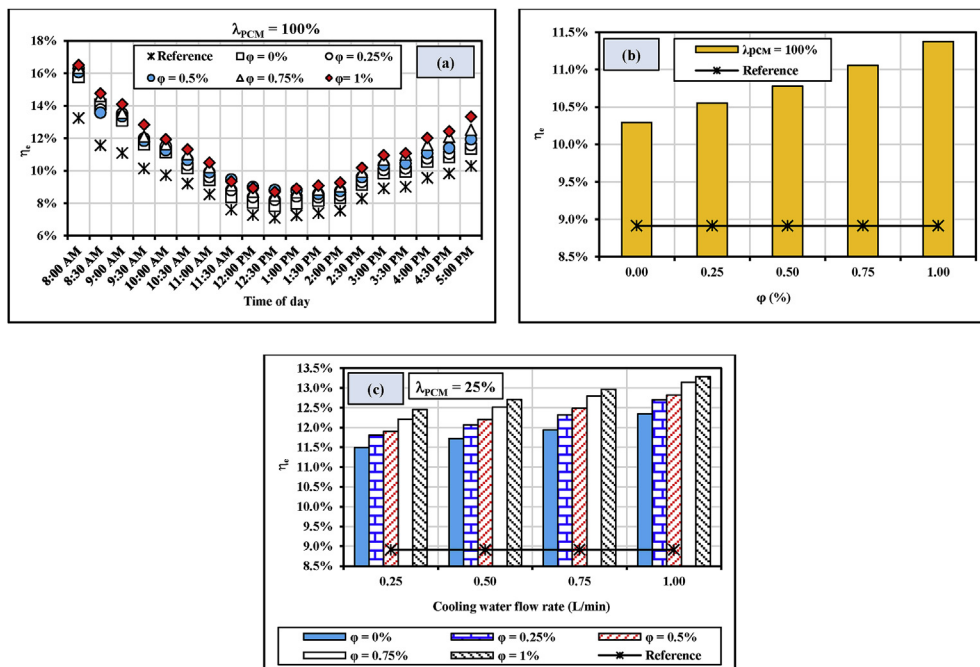 λPCM = 100%
18%
16%
14%
12%
10%
8%
6%
ηe
Reference
φ = 0%
φ = 0.25%
φ = 0.5%
φ = 0.75%
φ= 1%
(a)
8:00 AM
8:30 AM
9:00 AM
9:30 AM
10:00 AM
10:30 AM
11:00 AM
11:30 AM
12:00 PM
12:30 PM
1:00 PM
1:30 PM
2:00 PM
2:30 PM
3:00 PM
3:30 PM
4:00 PM
4:30 PM
5:00 PM
Time of day
11.5%
11.0%
10.5%
10.0%
9.5%
9.0%
8.5%
ηe
(b)
λPCM = 100%
Reference
0.00
0.25
0.50
0.75
1.00
φ (%)
13.5%
13.0%
12.5%
12.0%
11.5%
11.0%
10.5%
10.0%
9.5%
9.0%
8.5%
ηe
(c)
λPCM = 25%
0.25
0.50
0.75
1.00
Cooling water flow rate (L/min)
φ = 0%
φ = 0.25%
φ = 0.5%
φ = 0.75%
φ = 1%
Reference